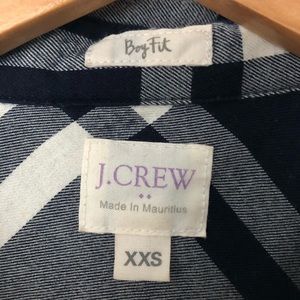 Boy Fit
J.CREW
Made In Mauritius
XXS